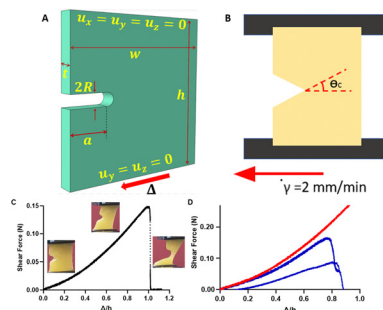 A
B
u_x = u_y = u_z = 0
w
t
2R
h
a
θc
u_y = u_z = 0
Δ
γ̇ =2 mm/min
C
D
Shear Force (N)
0.15
0.10
0.05
0.00
0.0 0.2 0.4 0.6 0.8 1.0 1.2
Δ/h
Shear Force (N)
0.20
0.10
0.00
0.0 0.2 0.4 0.6 0.8 1.0
Δ/h